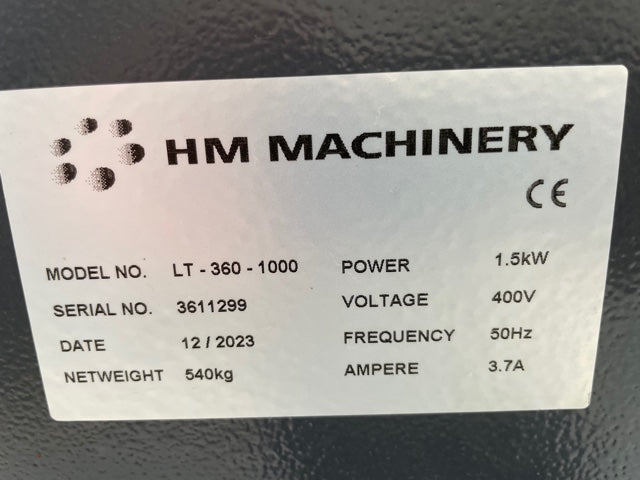 HM MACHINERY
CE
MODEL NO. LT - 360 - 1000
SERIAL NO. 3611299
DATE 12 / 2023
NETWEIGHT 540kg
POWER 1.5kW
VOLTAGE 400V
FREQUENCY 50Hz
AMPERE 3.7A